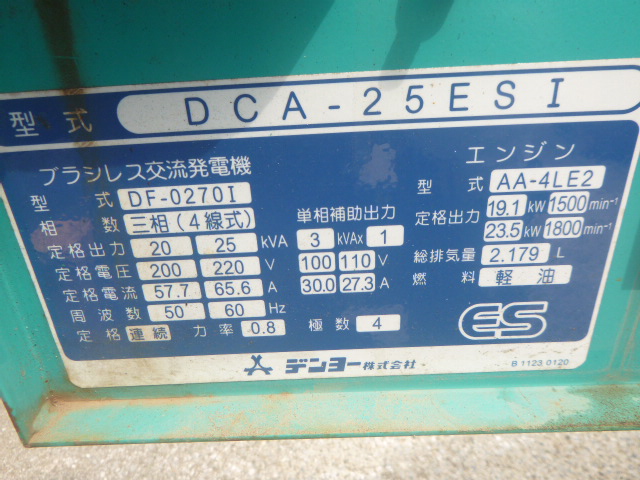 型式 DCA-25ESI
ブラシレス交流発電機
型式 DF-0270I
相数 三相(4線式)
定格出力 20 25 kVA
定格電圧 200 220 V
定格電流 57.7 65.6 A
周波数 50 60 Hz
定格 連続 力率 0.8 極数 4
単相補助出力
3 kVAx 1
100 110 V
30.0 27.3 A
エンジン
型式 AA-4LE2
定格出力 19.1 kW 1500 min⁻¹
23.5 kW 1800 min⁻¹
総排気量 2.179 L
燃料 軽油
ES
デンヨー株式会社
B 1123 0120